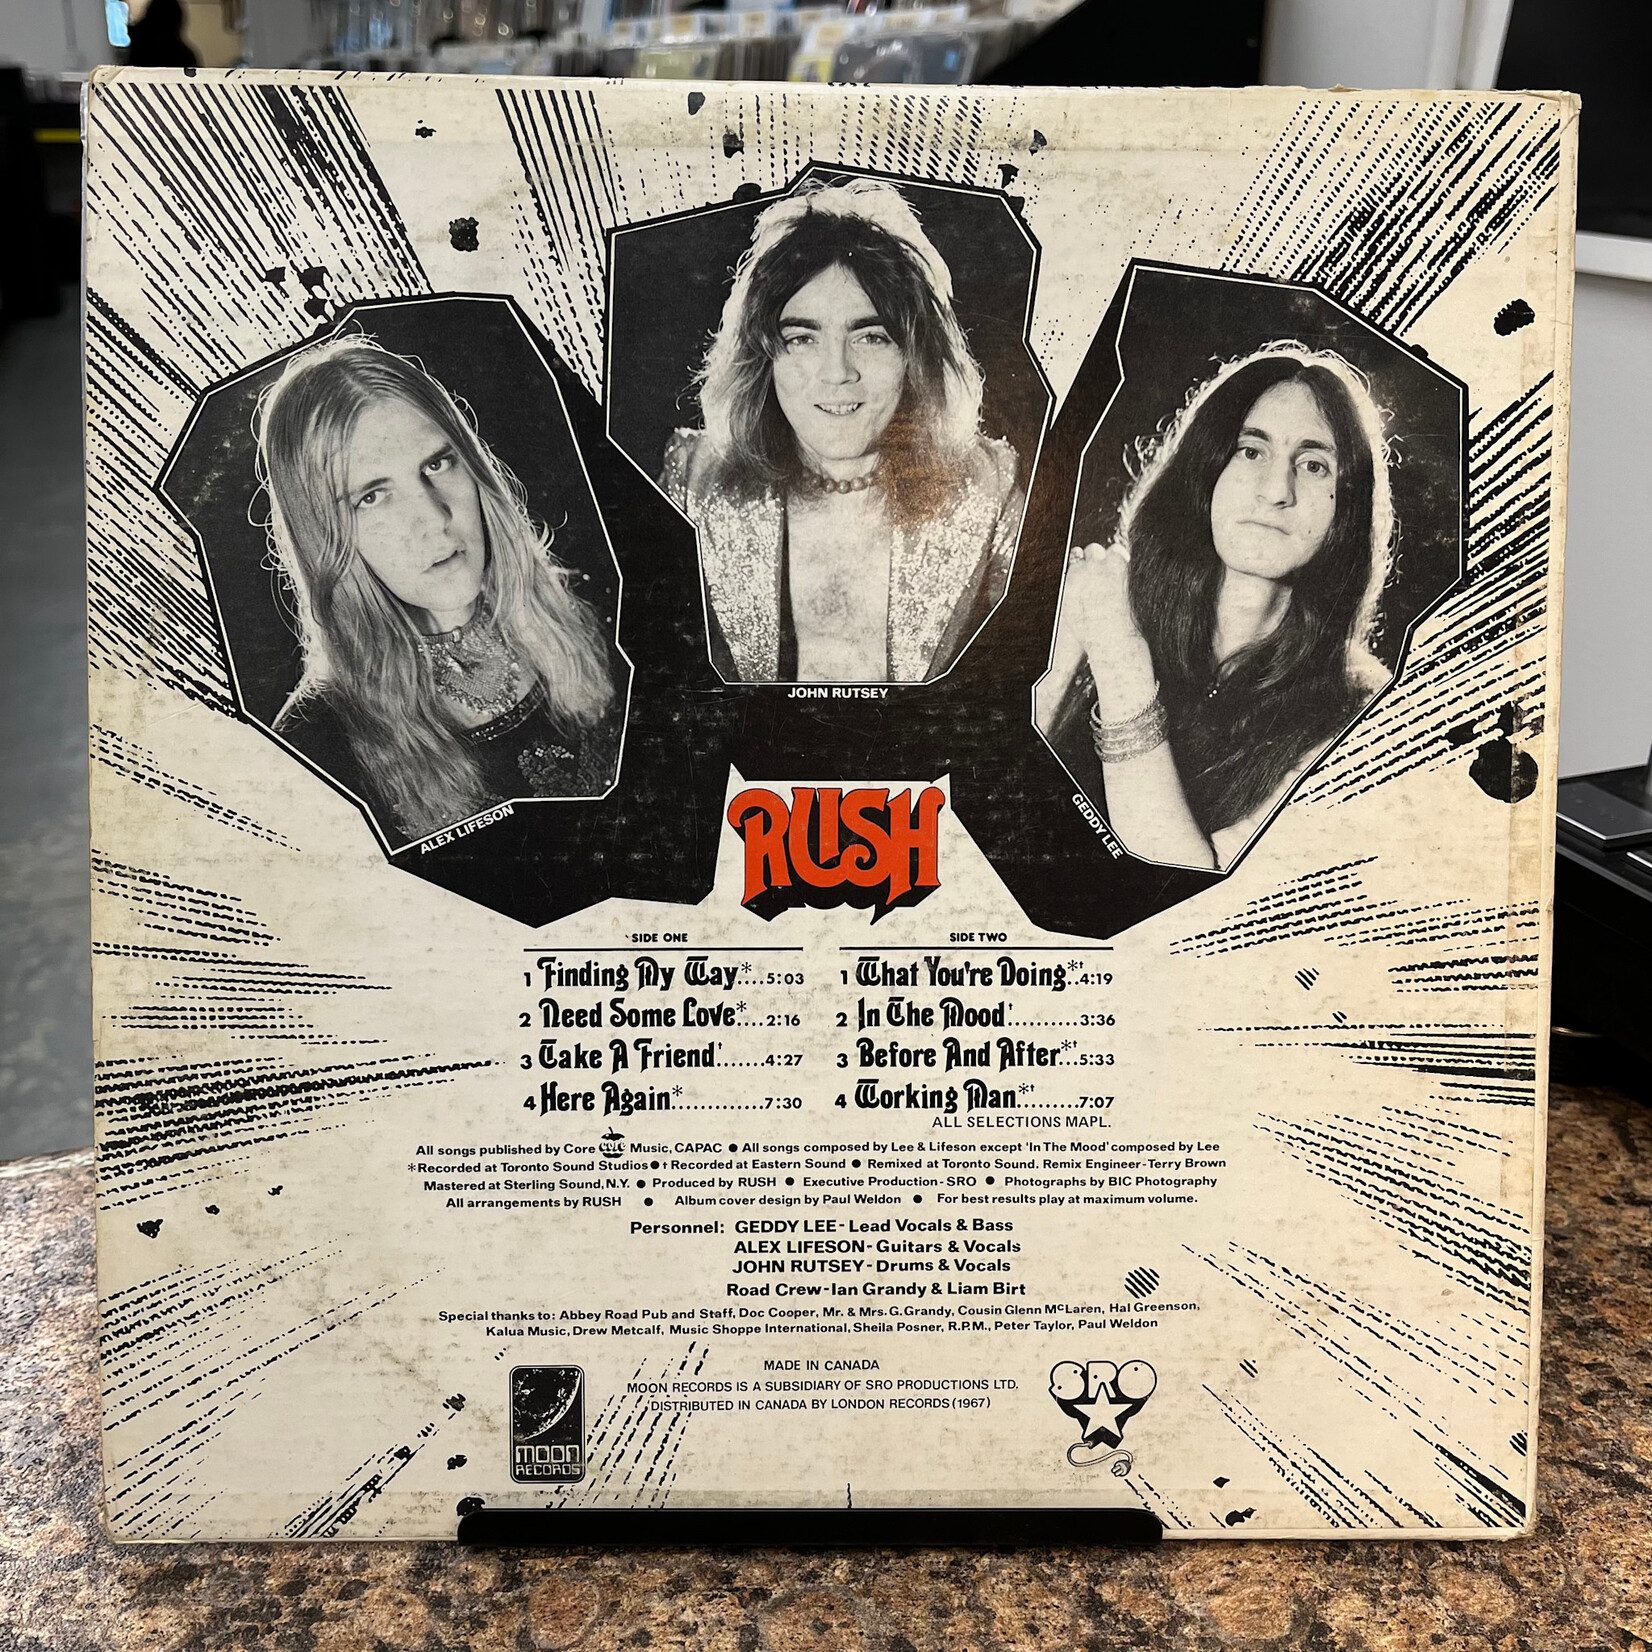 JOHN RUTSEY
ALEX LIFESON
GEDDY LEE
RUSH
SIDE ONE
1 Finding My Way*....5:03
2 Need Some Love*....2:16
3 Take A Friend†.......4:27
4 Here Again*.............7:30
SIDE TWO
1 What You're Doing*†..4:19
2 In The Mood†..........3:36
3 Before And After*†..5:33
4 Working Man*†........7:07
ALL SELECTIONS MAPL.
All songs published by Core core Music, CAPAC ● All songs composed by Lee & Lifeson except 'In The Mood' composed by Lee
*Recorded at Toronto Sound Studios ● † Recorded at Eastern Sound ● Remixed at Toronto Sound. Remix Engineer-Terry Brown
Mastered at Sterling Sound, N.Y. ● Produced by RUSH ● Executive Production-SRO ● Photographs by BIC Photography
All arrangements by RUSH ● Album cover design by Paul Weldon ● For best results play at maximum volume.
Personnel: GEDDY LEE-Lead Vocals & Bass
ALEX LIFESON-Guitars & Vocals
JOHN RUTSEY-Drums & Vocals
Road Crew-Ian Grandy & Liam Birt
Special thanks to: Abbey Road Pub and Staff, Doc Cooper, Mr. & Mrs. G. Grandy, Cousin Glenn McLaren, Hal Greenson,
Kalua Music, Drew Metcalf, Music Shoppe International, Sheila Posner, R.P.M., Peter Taylor, Paul Weldon
MOON
RECORDS
MADE IN CANADA
MOON RECORDS IS A SUBSIDIARY OF SRO PRODUCTIONS LTD.
DISTRIBUTED IN CANADA BY LONDON RECORDS (1967)
SRO